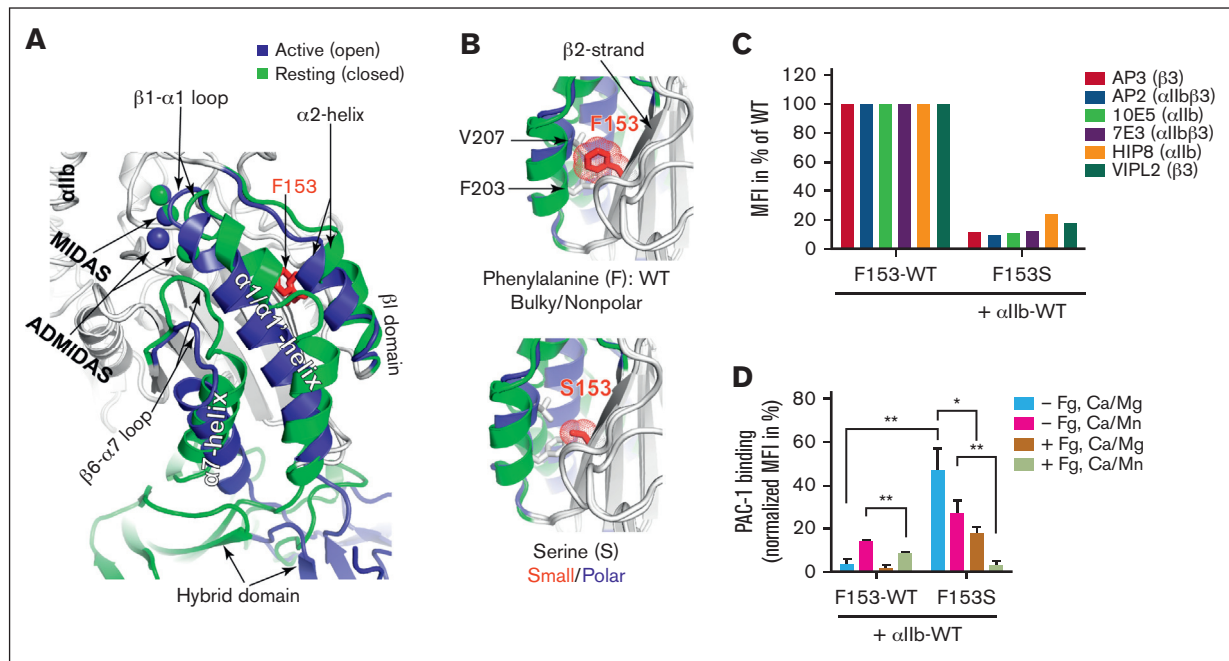 A
Active (open)
Resting (closed)
β1-α1 loop
α2-helix
αIIb
F153
MIDAS
ADMIDAS
α1/α1'-helix
βI domain
β6-α7 loop
α7-helix
Hybrid domain
B
β2-strand
F153
V207
F203
Phenylalanine (F): WT
Bulky/Nonpolar
S153
Serine (S)
Small/Polar
C
MFI in % of WT
120
100
80
60
40
20
0
F153-WT
F153S
+ αIIb-WT
AP3 (β3)
AP2 (αIIbβ3)
10E5 (αIIb)
7E3 (αIIbβ3)
HIP8 (αIIb)
VIPL2 (β3)
D
PAC-1 binding
(normalized MFI in %)
80
60
40
20
0
**
**
*
**
F153-WT
F153S
+ αIIb-WT
– Fg, Ca/Mg
– Fg, Ca/Mn
+ Fg, Ca/Mg
+ Fg, Ca/Mn